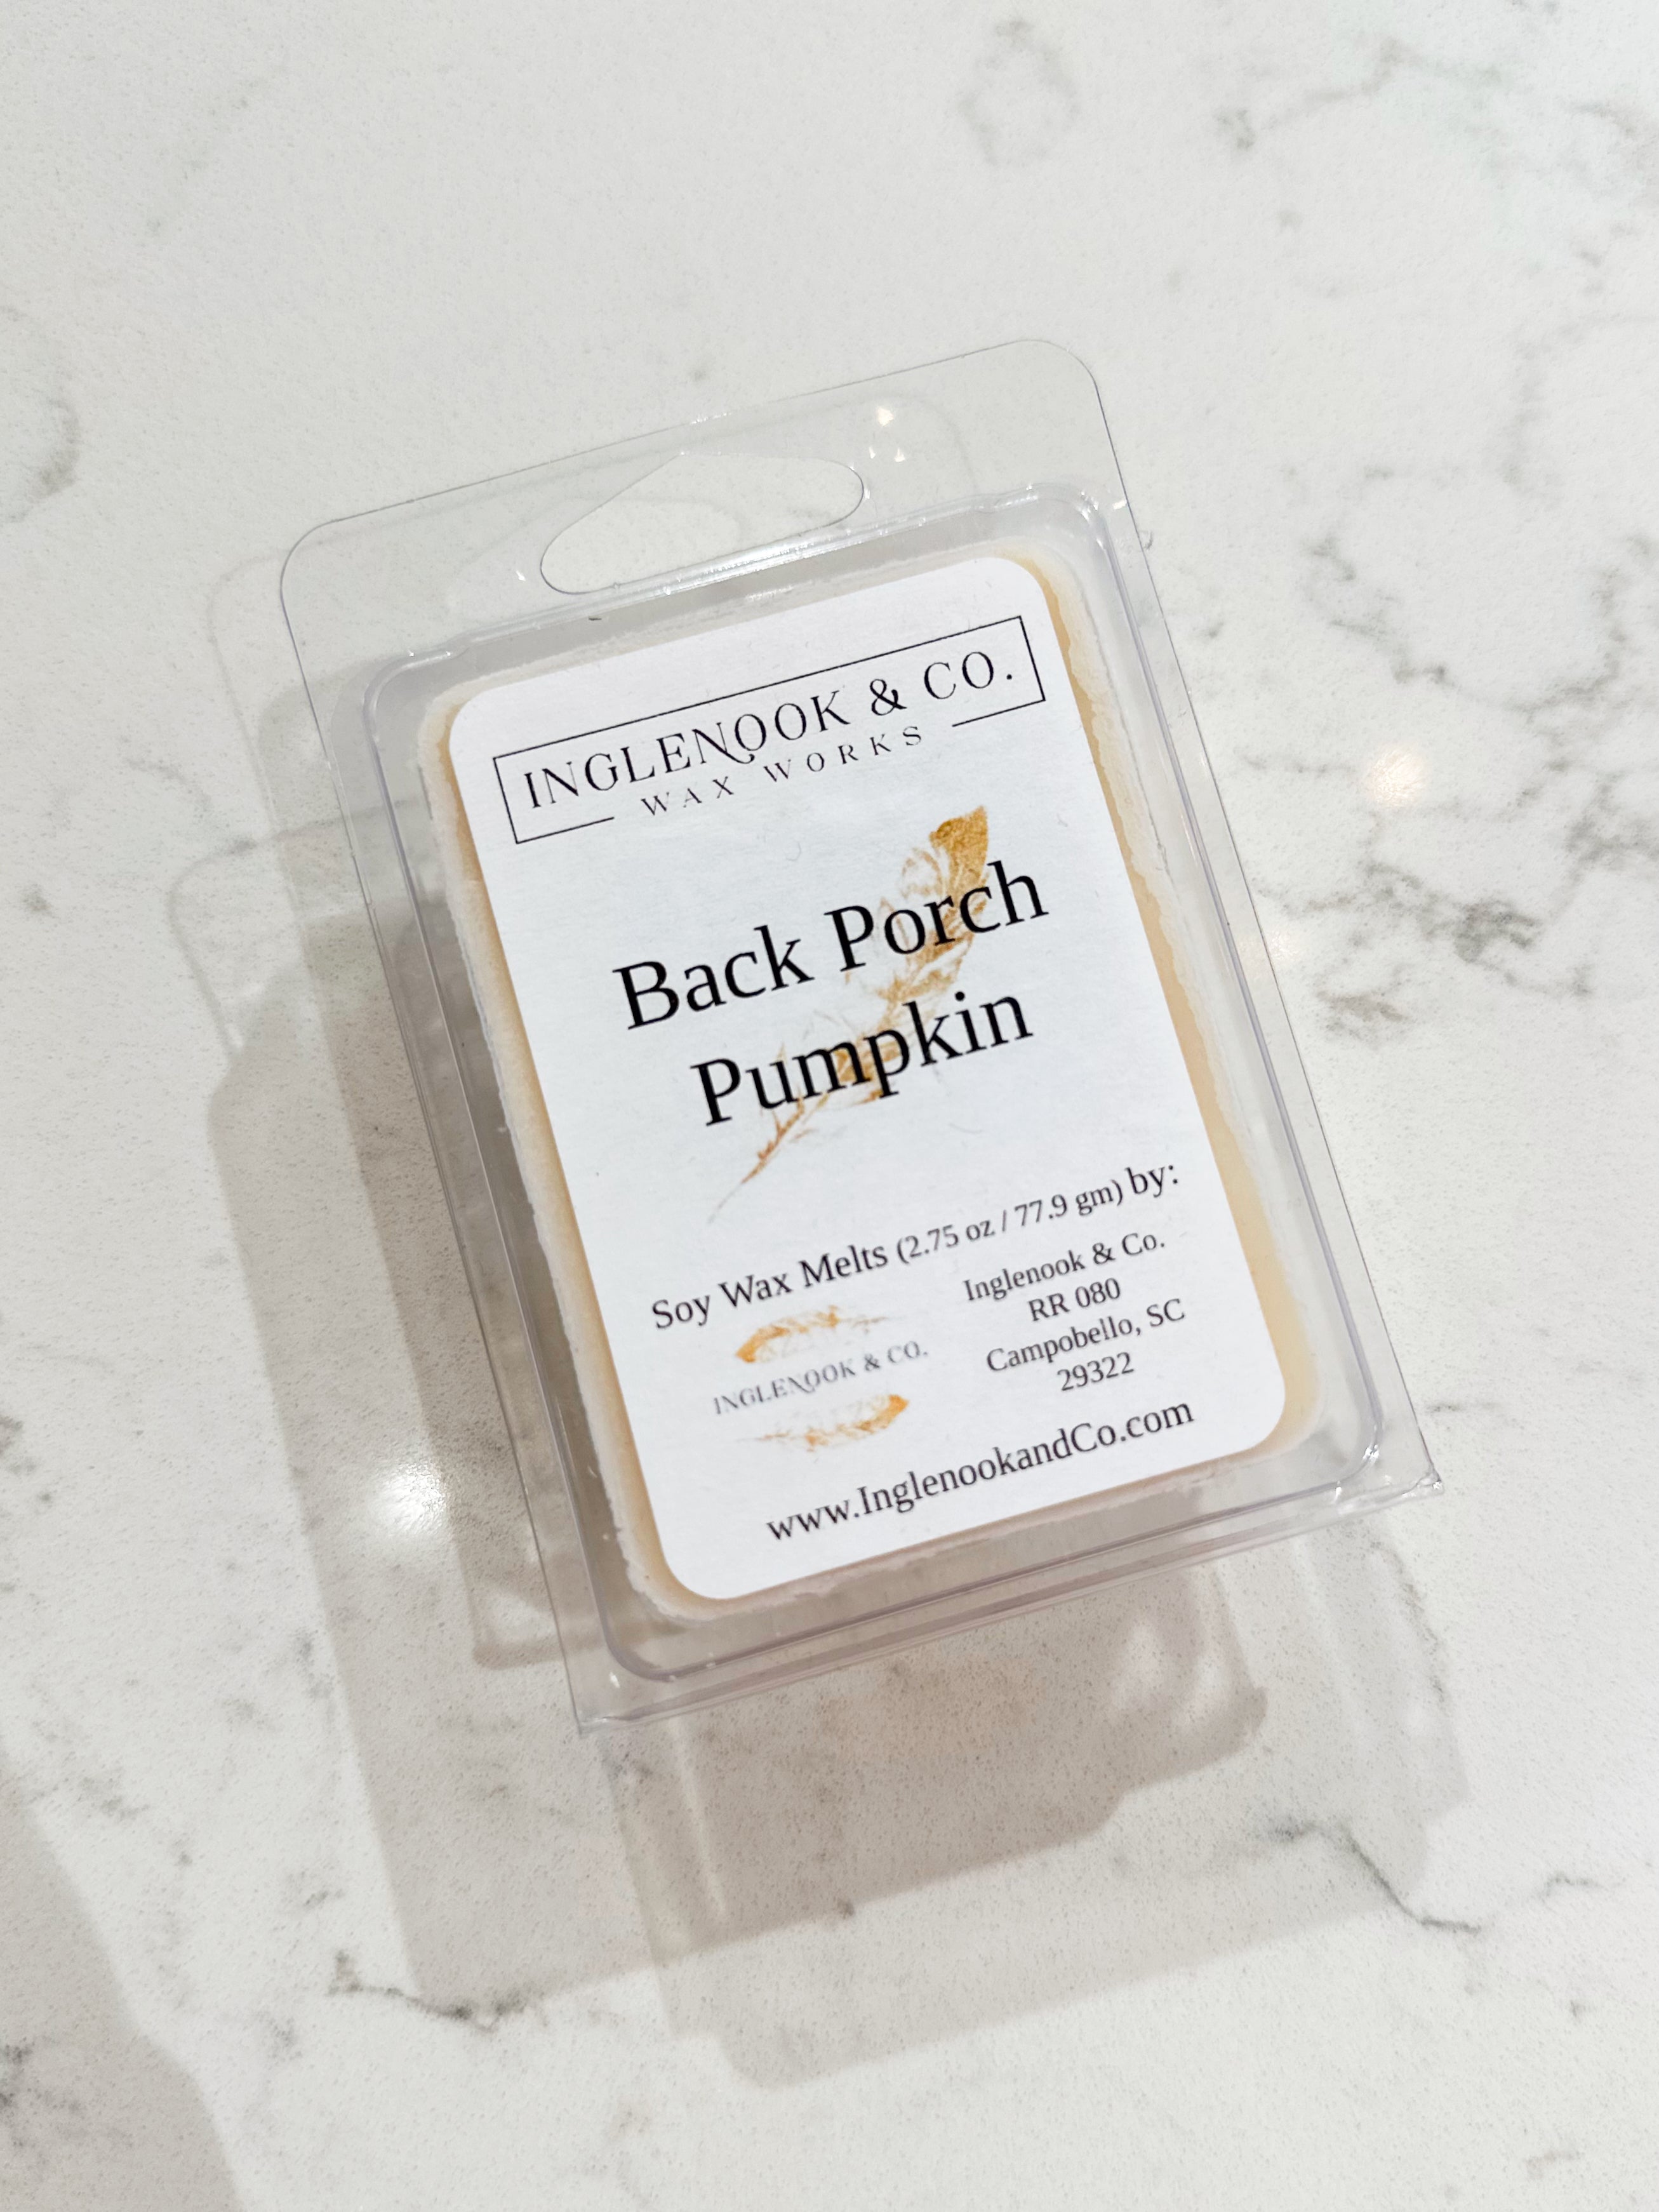 INGLENOOK & CO.
WAX WORKS
Back Porch
Pumpkin
Soy Wax Melts (2.75 oz / 77.9 gm) by:
INGLENOOK & CO.
Inglenook & Co.
RR 080
Campobello, SC
29322
www.InglenookandCo.com